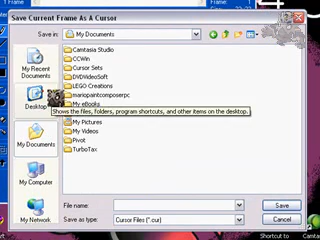 1 Frame
Save Current Frame As A Cursor
Save in:
My Documents
My Recent
Documents
Desktop
My Documents
My Computer
My Network
Camtasia Studio
CCWin
Cursor Sets
DVDVideoSoft
LEGO Creations
mariopaintcomposerpc
My eBooks
Shows the files, folders, program shortcuts, and other items on the desktop.
My Pictures
My Videos
Pivot
TurboTax
File name:
Save
Save as type:
Cursor Files (*.cur)
Cancel
Shortcut to
Camta